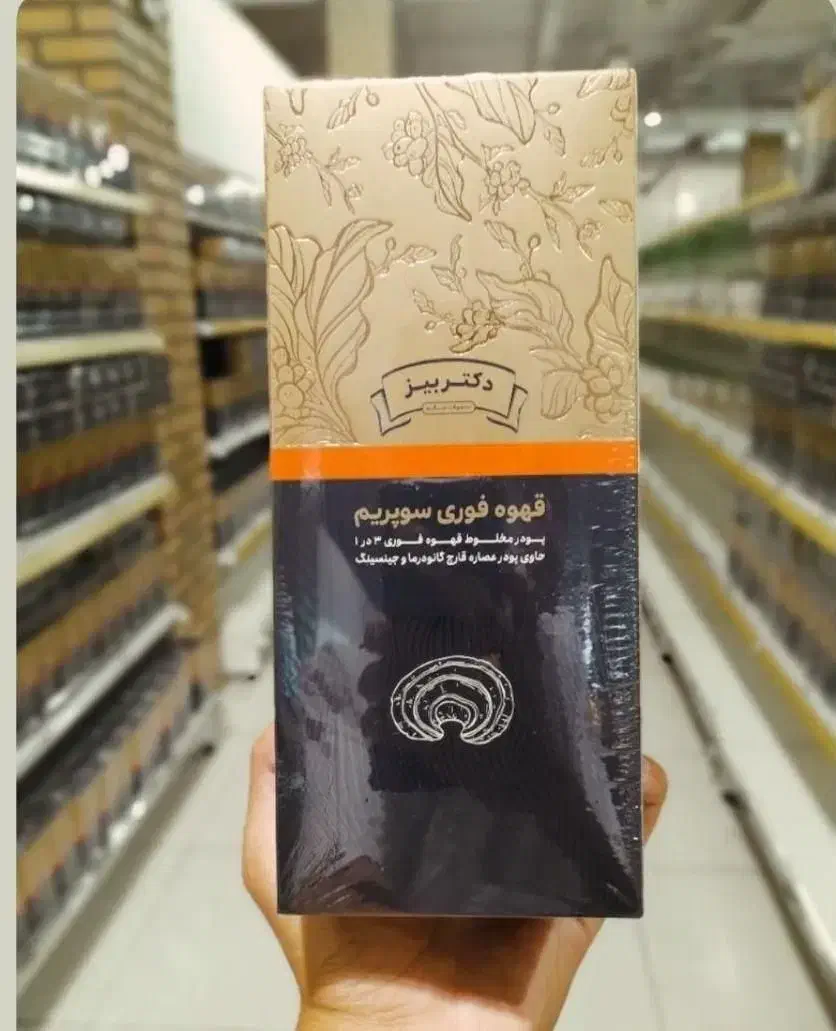 دکتر بیز
قهوه فوری سوپریم
پودر مخلوط قهوه فوری ۳ در ۱
حاوی پودر عصاره قارچ گانودرما و جینسینگ